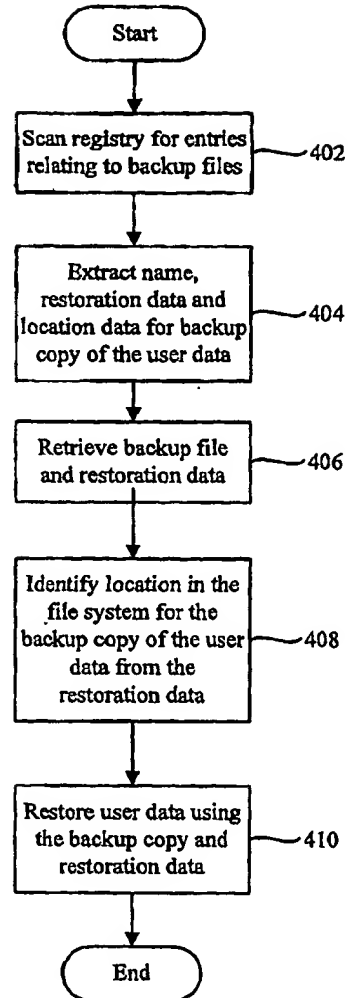 Start
Scan registry for entries
relating to backup files
402
Extract name,
restoration data and
location data for backup
copy of the user data
404
Retrieve backup file
and restoration data
406
Identify location in the
file system for the
backup copy of the user
data from the
restoration data
408
Restore user data using
the backup copy and
restoration data
410
End